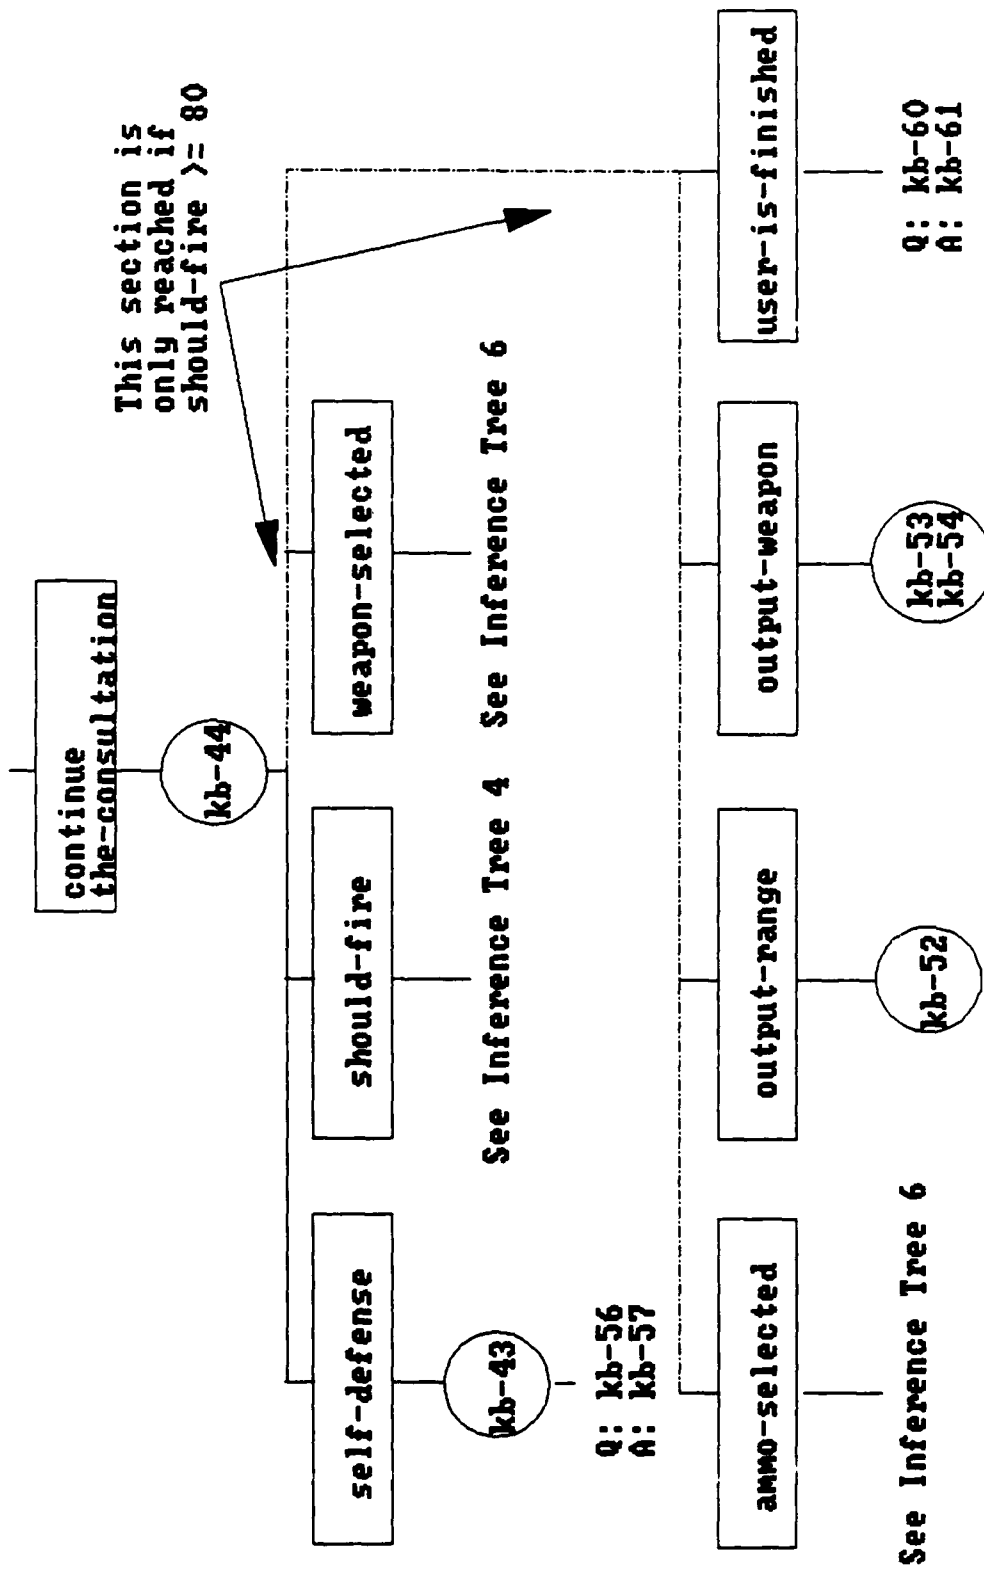 continue
the-consultation
kb-44
This section is
only reached if
should-fire >= 80
self-defense
should-fire
weapon-selected
kb-43
See Inference Tree 4
See Inference Tree 6
Q: kb-56
A: kb-57
ammo-selected
output-range
output-weapon
user-is-finished
See Inference Tree 6
kb-52
kb-53
kb-54
Q: kb-60
A: kb-61